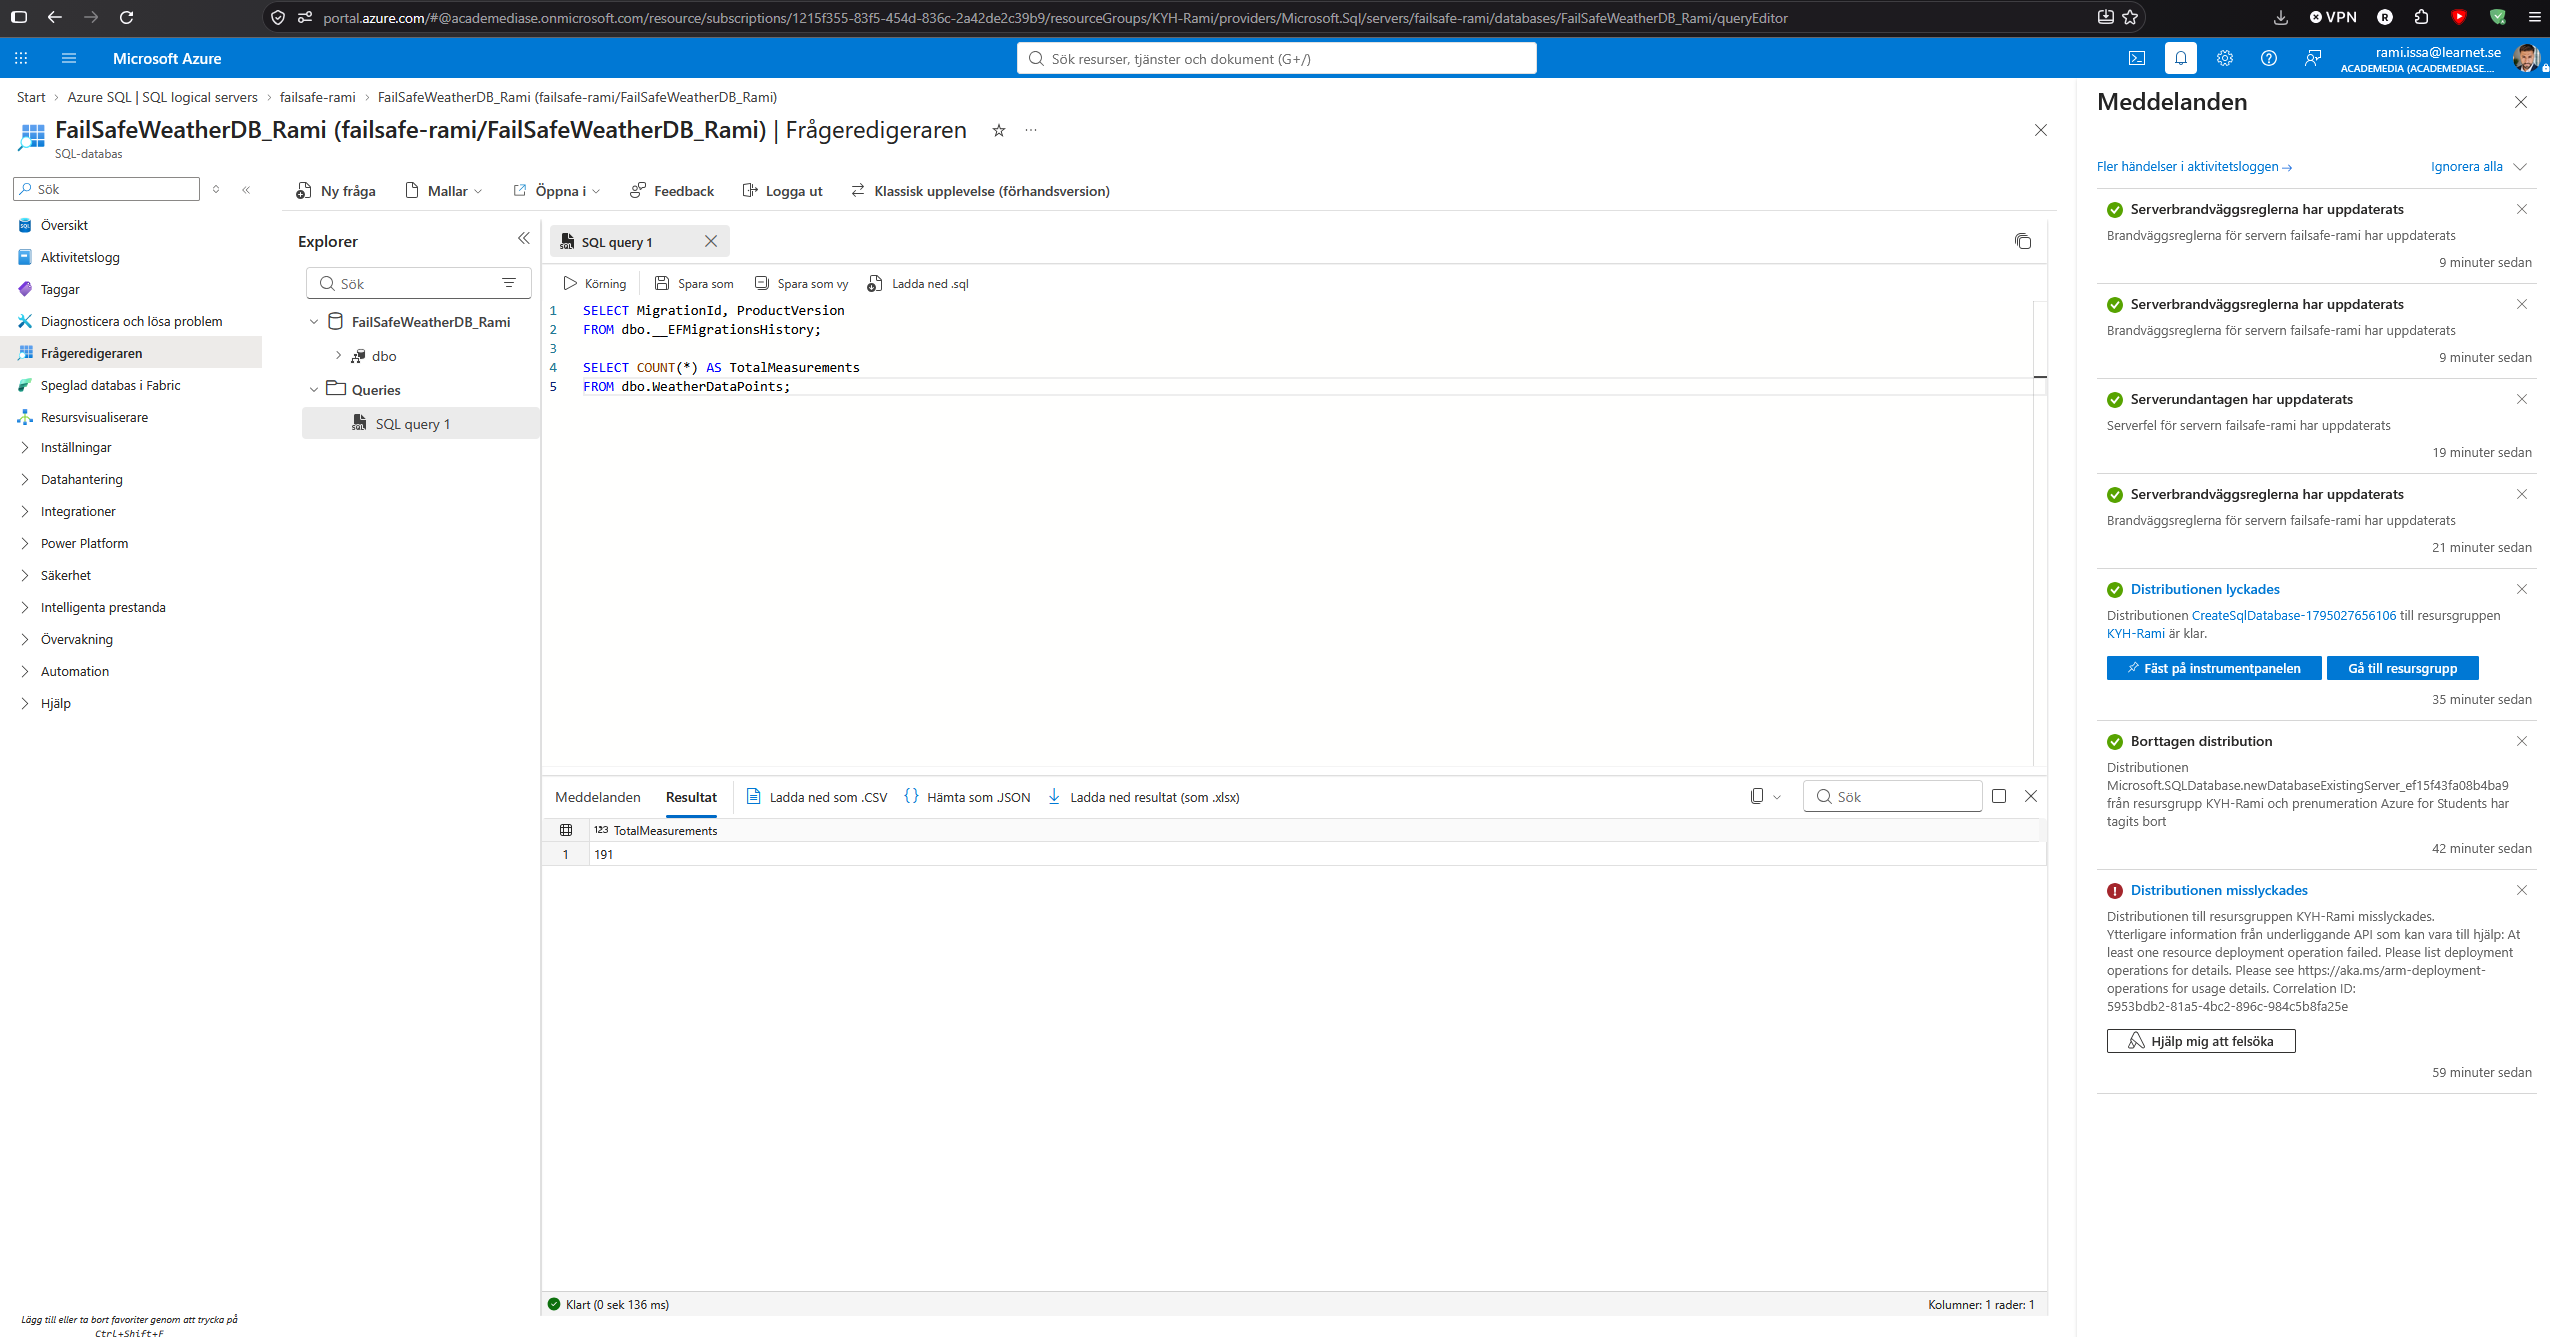 portal.azure.com/#@academediase.onmicrosoft.com/resource/subscriptions/1215f355-83f5-454d-836c-2a42de2c39b9/resourceGroups/KYH-Rami/providers/Microsoft.Sql/servers/failsafe-rami/databases/FailSafeWeatherDB_Rami/queryEditor
VPN
R
Microsoft Azure
Sök resurser, tjänster och dokument (G+/)
rami.issa@learnet.se
ACADEMEDIA (ACADEMEDIASE....
Start > Azure SQL | SQL logical servers > failsafe-rami > FailSafeWeatherDB_Rami (failsafe-rami/FailSafeWeatherDB_Rami)
FailSafeWeatherDB_Rami (failsafe-rami/FailSafeWeatherDB_Rami) | Frågeredigeraren
SQL-databas
Sök
Översikt
Aktivitetslogg
Taggar
Diagnosticera och lösa problem
Frågeredigeraren
Speglad databas i Fabric
Resursvisualiserare
Inställningar
Datahantering
Integrationer
Power Platform
Säkerhet
Intelligenta prestanda
Övervakning
Automation
Hjälp
Lägg till eller ta bort favoriter genom att trycka på
Ctrl+Shift+F
Ny fråga
Mallar
Öppna i
Feedback
Logga ut
Klassisk upplevelse (förhandsversion)
Explorer
Sök
FailSafeWeatherDB_Rami
dbo
Queries
SQL query 1
SQL query 1
Körning
Spara som
Spara som vy
Ladda ned .sql
1 SELECT MigrationId, ProductVersion
2 FROM dbo.__EFMigrationsHistory;
3
4 SELECT COUNT(*) AS TotalMeasurements
5 FROM dbo.WeatherDataPoints;
Meddelanden
Resultat
Ladda ned som .CSV
Hämta som .JSON
Ladda ned resultat (som .xlsx)
Sök
123 TotalMeasurements
1 191
Klart (0 sek 136 ms)
Kolumner: 1 rader: 1
Meddelanden
Fler händelser i aktivitetsloggen →
Ignorera alla
Serverbrandväggsreglerna har uppdaterats
Brandväggsreglerna för servern failsafe-rami har uppdaterats
9 minuter sedan
Serverbrandväggsreglerna har uppdaterats
Brandväggsreglerna för servern failsafe-rami har uppdaterats
9 minuter sedan
Serverundantagen har uppdaterats
Serverfel för servern failsafe-rami har uppdaterats
19 minuter sedan
Serverbrandväggsreglerna har uppdaterats
Brandväggsreglerna för servern failsafe-rami har uppdaterats
21 minuter sedan
Distributionen lyckades
Distributionen CreateSqlDatabase-1795027656106 till resursgruppen
KYH-Rami är klar.
Fäst på instrumentpanelen
Gå till resursgrupp
35 minuter sedan
Borttagen distribution
Distributionen
Microsoft.SQLDatabase.newDatabaseExistingServer_ef15f43fa08b4ba9
från resursgrupp KYH-Rami och prenumeration Azure for Students har
tagits bort
42 minuter sedan
Distributionen misslyckades
Distributionen till resursgruppen KYH-Rami misslyckades.
Ytterligare information från underliggande API som kan vara till hjälp: At
least one resource deployment operation failed. Please list deployment
operations for details. Please see https://aka.ms/arm-deployment-
operations for usage details. Correlation ID:
5953bdb2-81a5-4bc2-896c-984c5b8fa25e
Hjälp mig att felsöka
59 minuter sedan